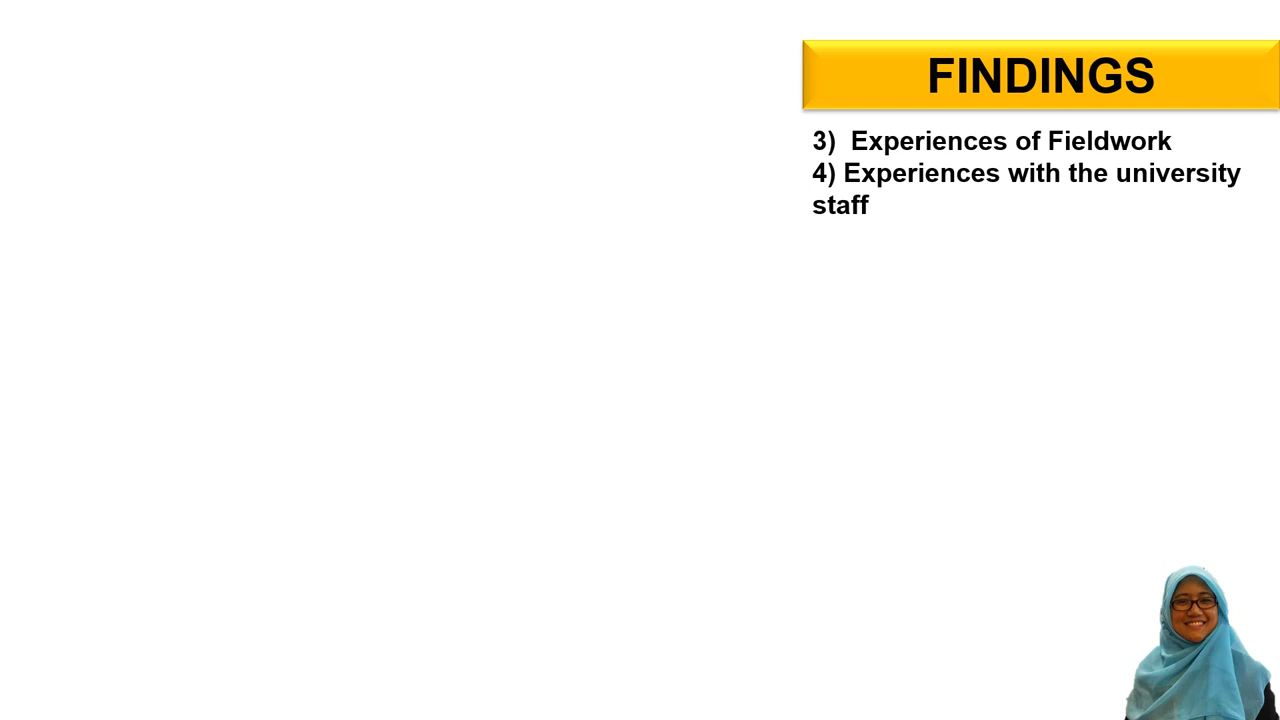 FINDINGS
3)  Experiences of Fieldwork
4) Experiences with the university
staff